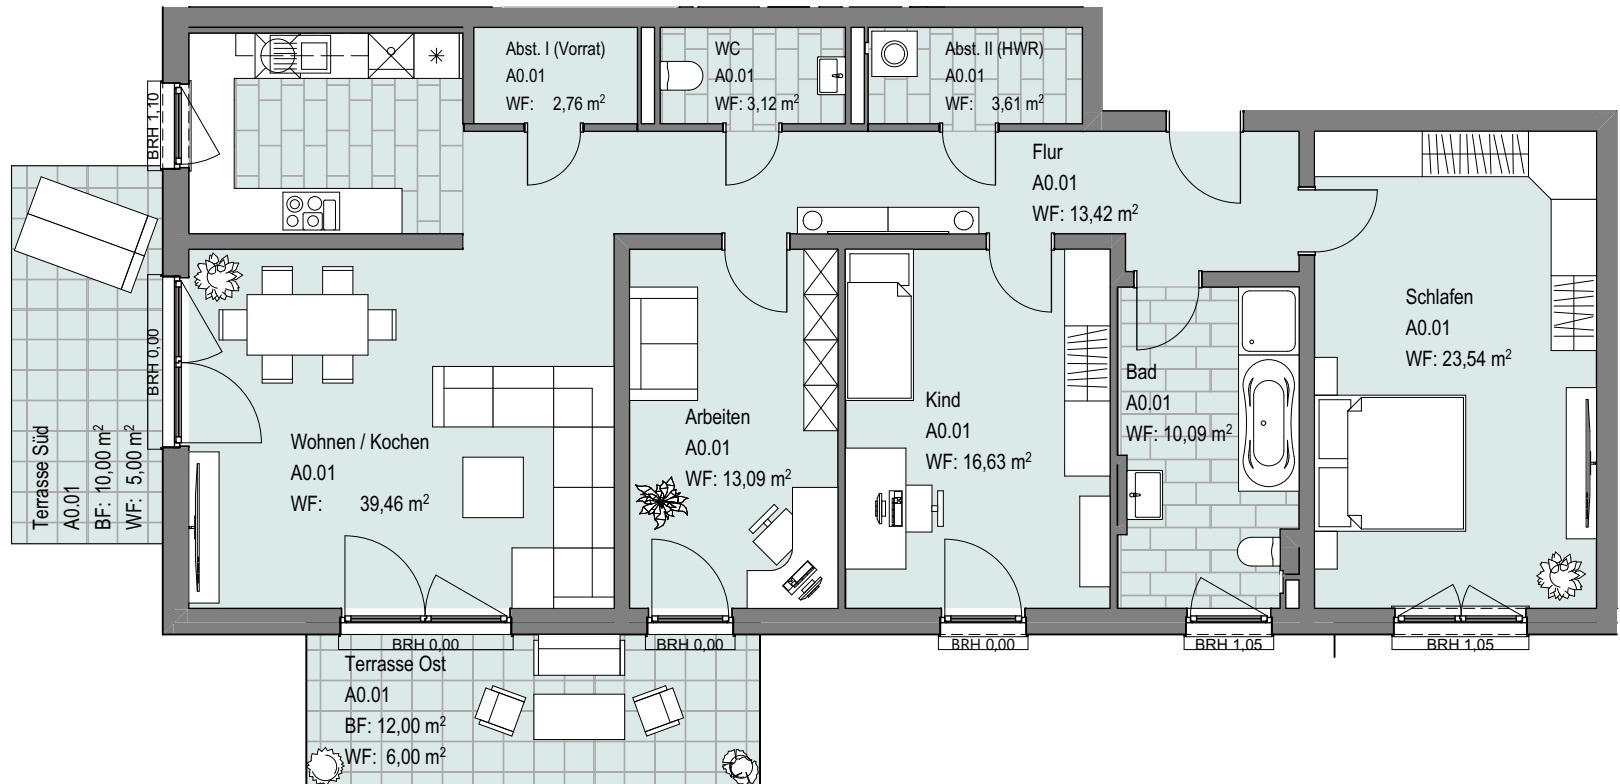 Abst. I (Vorrat)
A0.01
WF: 2,76 m²
WC
A0.01
WF: 3,12 m²
Abst. II (HWR)
A0.01
WF: 3,61 m²
BRH 1,10
Flur
A0.01
WF: 13,42 m²
Schlafen
A0.01
WF: 23,54 m²
BRH 0,00
Terrasse Süd
A0.01
BF: 10,00 m²
WF: 5,00 m²
Wohnen / Kochen
A0.01
WF: 39,46 m²
Arbeiten
A0.01
WF: 13,09 m²
Kind
A0.01
WF: 16,63 m²
Bad
A0.01
WF: 10,09 m²
BRH 0,00
BRH 0,00
BRH 0,00
BRH 1,05
BRH 1,05
Terrasse Ost
A0.01
BF: 12,00 m²
WF: 6,00 m²